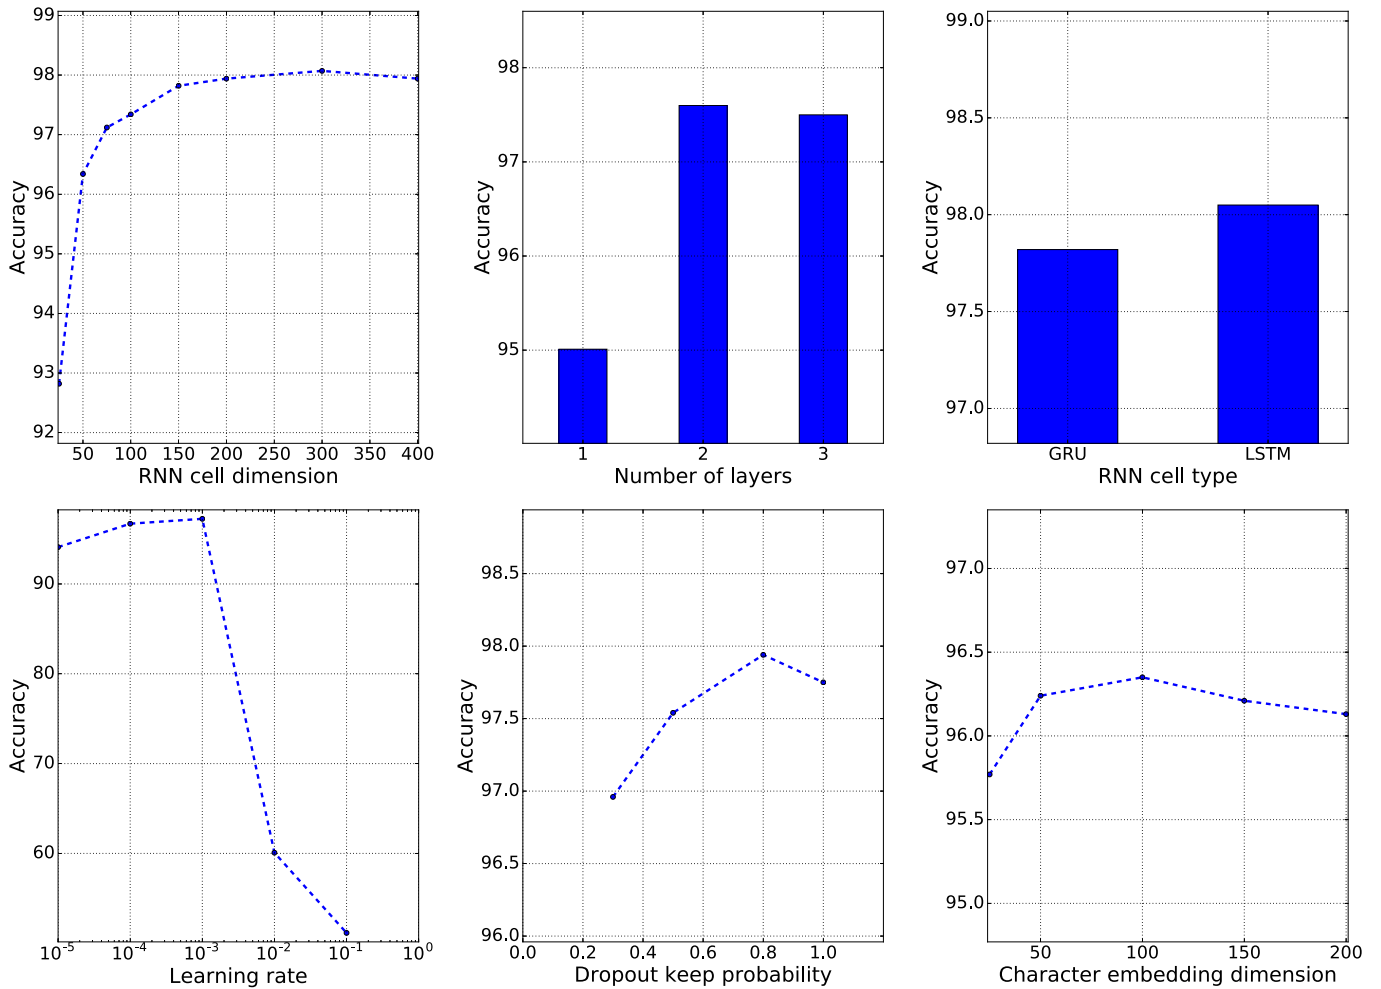 99
98
97
96
95
94
93
92
Accuracy
50 100 150 200 250 300 350 400
RNN cell dimension
98
97
96
95
Accuracy
1 2 3
Number of layers
99.0
98.5
98.0
97.5
97.0
Accuracy
GRU LSTM
RNN cell type
90
80
70
60
Accuracy
10^-5 10^-4 10^-3 10^-2 10^-1 10^0
Learning rate
98.5
98.0
97.5
97.0
96.5
96.0
Accuracy
0.0 0.2 0.4 0.6 0.8 1.0
Dropout keep probability
97.0
96.5
96.0
95.5
95.0
Accuracy
50 100 150 200
Character embedding dimension